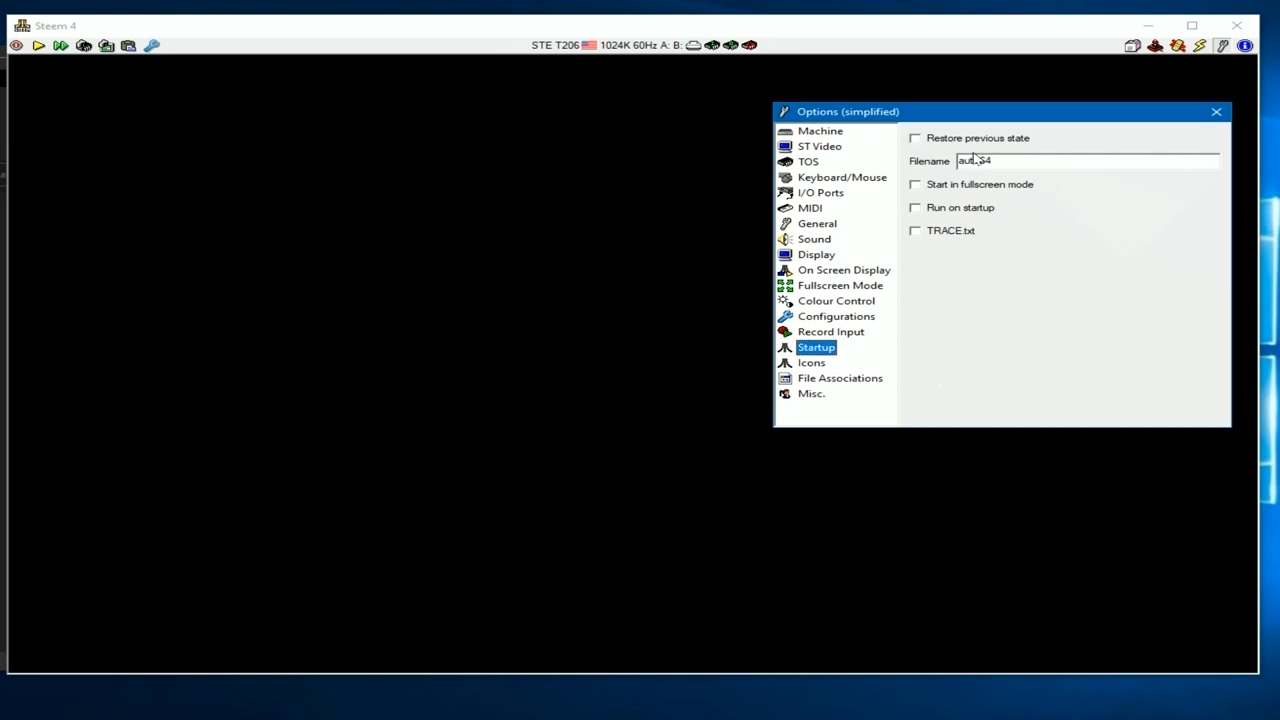 Steem 4
STE T206 1024K 60Hz A: B:
Options (simplified)
Machine
ST Video
TOS
Keyboard/Mouse
I/O Ports
MIDI
General
Sound
Display
On Screen Display
Fullscreen Mode
Colour Control
Configurations
Record Input
Startup
Icons
File Associations
Misc.
Restore previous state
Filename
Start in fullscreen mode
Run on startup
TRACE.txt